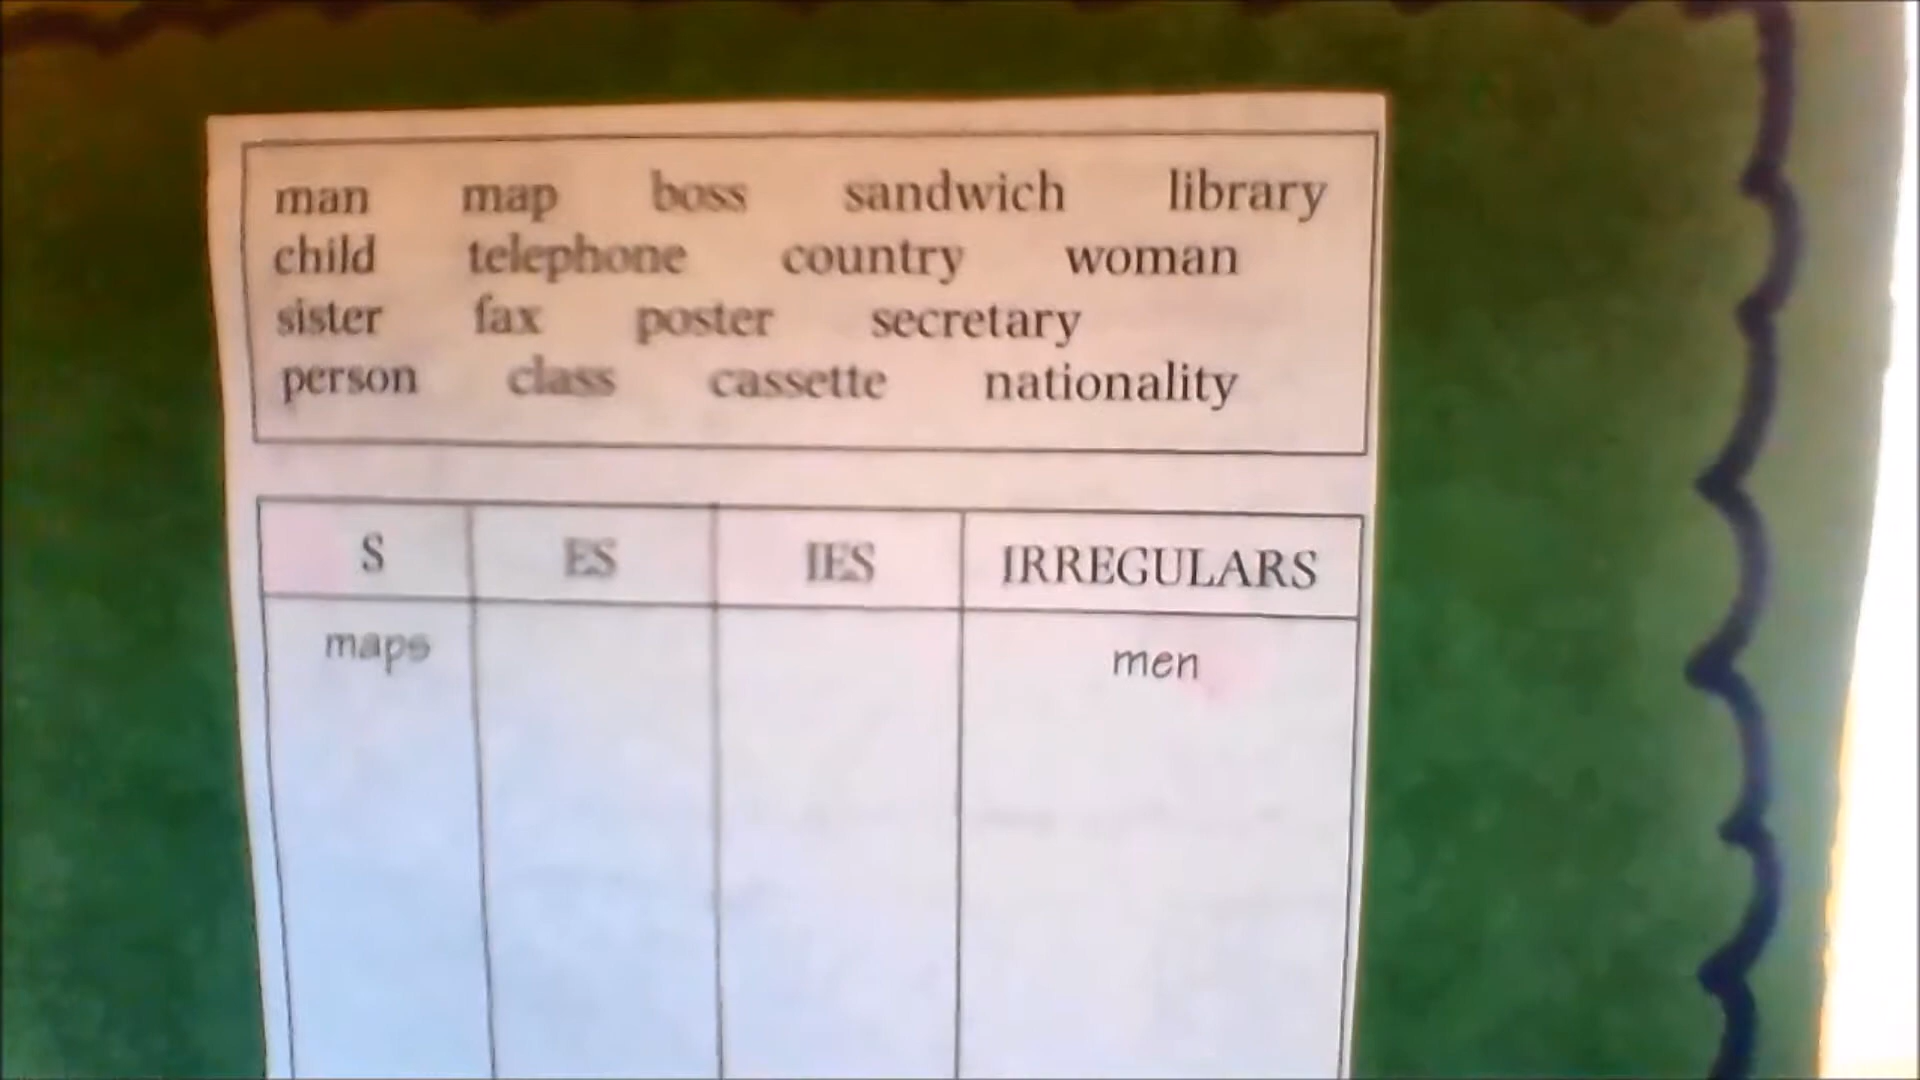 man map boss sandwich library
child telephone country woman
sister fax poster secretary
person class cassette nationality
S ES IES IRREGULARS
maps men